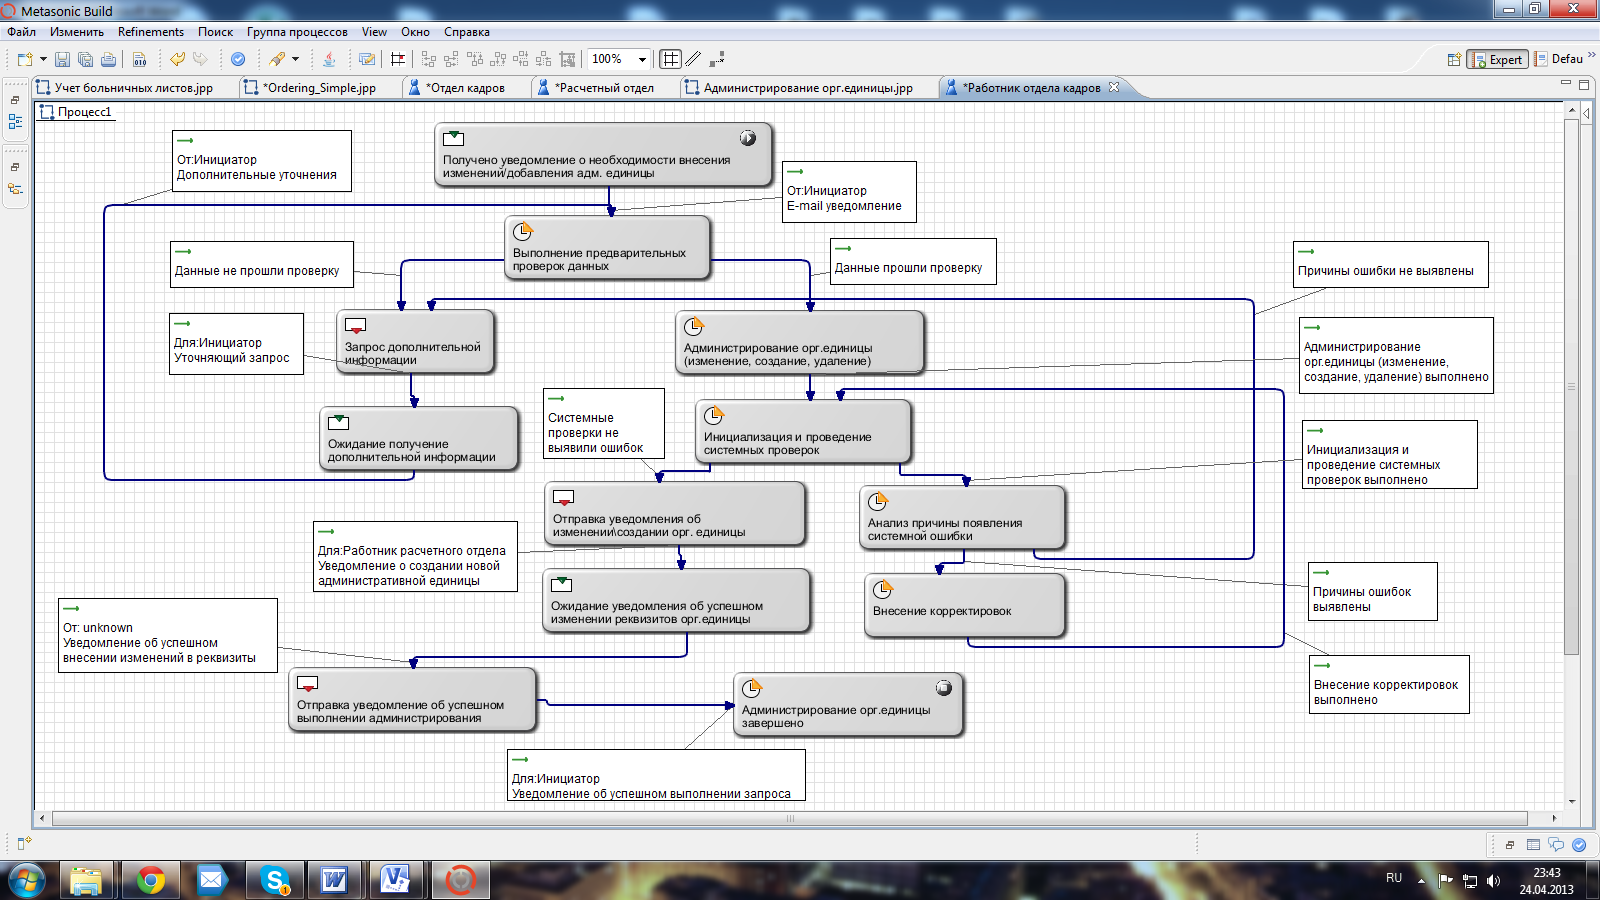 Metasonic Build
Файл Изменить Refinements Поиск Группа процессов View Окно Справка
100%
Expert
Defau
Учет больничных листов.jpp
*Ordering_Simple.jpp
*Отдел кадров
*Расчетный отдел
Администрирование орг.единицы.jpp
*Работник отдела кадров
Процесс1
От:Инициатор
Дополнительные уточнения
Получено уведомление о необходимости внесения
изменений/добавления адм. единицы
От:Инициатор
E-mail уведомление
Выполнение предварительных
проверок данных
Данные не прошли проверку
Данные прошли проверку
Причины ошибки не выявлены
Для:Инициатор
Уточняющий запрос
Запрос дополнительной
информации
Администрирование орг.единицы
(изменение, создание, удаление)
Администрирование
орг.единицы (изменение,
создание, удаление) выполнено
Ожидание получение
дополнительной информации
Системные
проверки не
выявили ошибок
Инициализация и проведение
системных проверок
Инициализация и
проведение системных
проверок выполнено
Отправка уведомления об
изменении\создании орг. единицы
Анализ причины появления
системной ошибки
Для:Работник расчетного отдела
Уведомление о создании новой
административной единицы
Ожидание уведомления об успешном
изменении реквизитов орг.единицы
Внесение корректировок
Причины ошибок
выявлены
От: unknown
Уведомление об успешном
внесении изменений в реквизиты
Отправка уведомление об успешном
выполнении администрирования
Администрирование орг.единицы
завершено
Внесение корректировок
выполнено
Для:Инициатор
Уведомление об успешном выполнении запроса
RU
23:43
24.04.2013